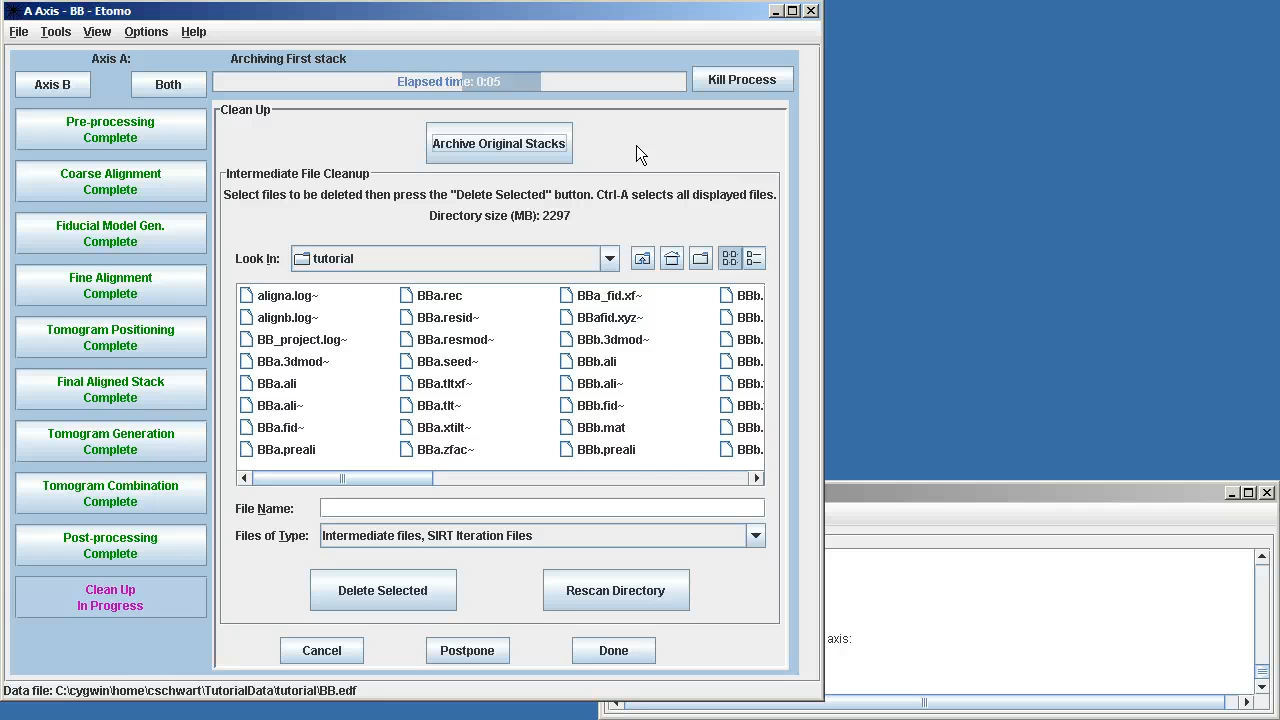 A Axis - BB - Etomo
File Tools View Options Help
Axis A:
Archiving First stack
Axis B
Both
Elapsed time: 0:05
Kill Process
Pre-processing
Complete
Coarse Alignment
Complete
Fiducial Model Gen.
Complete
Fine Alignment
Complete
Tomogram Positioning
Complete
Final Aligned Stack
Complete
Tomogram Generation
Complete
Tomogram Combination
Complete
Post-processing
Complete
Clean Up
In Progress
Clean Up
Archive Original Stacks
Intermediate File Cleanup
Select files to be deleted then press the "Delete Selected" button. Ctrl-A selects all displayed files.
Directory size (MB): 2297
Look In:
tutorial
aligna.log~
alignb.log~
BB_project.log~
BBa.3dmod~
BBa.ali
BBa.ali~
BBa.fid~
BBa.preali
BBa.rec
BBa.resid~
BBa.resmod~
BBa.seed~
BBa.tltxf~
BBa.tlt~
BBa.xtilt~
BBa.zfac~
BBa_fid.xf~
BBafid.xyz~
BBb.3dmod~
BBb.ali
BBb.ali~
BBb.fid~
BBb.mat
BBb.preali
BBb.
BBb.
BBb.
BBb.
BBb.
BBb.
BBb.
BBb.
File Name:
Files of Type:
Intermediate files, SIRT Iteration Files
Delete Selected
Rescan Directory
Cancel
Postpone
Done
Data file: C:\cygwin\home\cschwart\TutorialData\tutorial\BB.edf
axis: